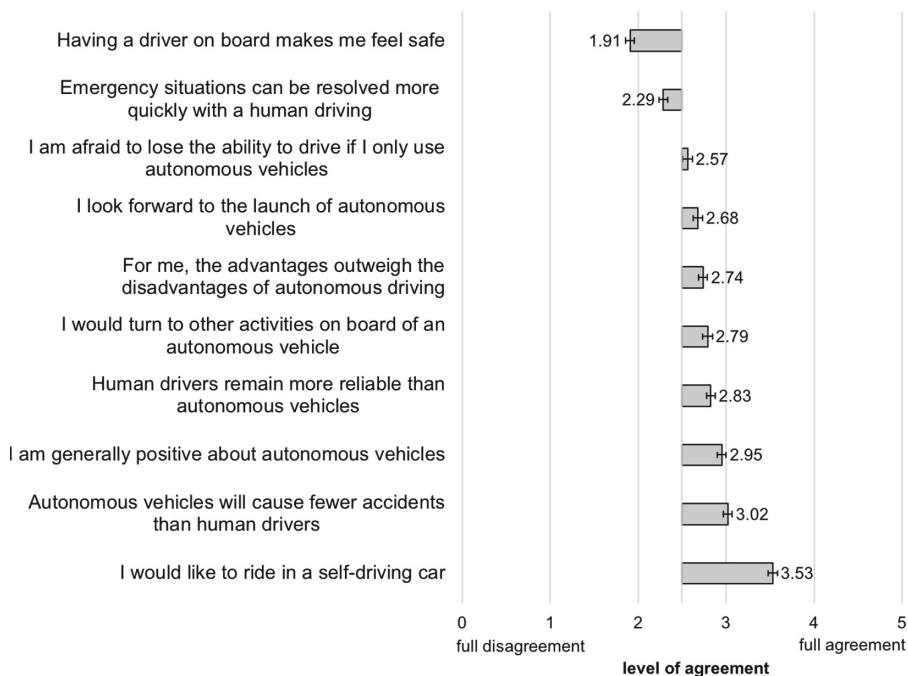 Having a driver on board makes me feel safe
1.91
Emergency situations can be resolved more
quickly with a human driving
2.29
I am afraid to lose the ability to drive if I only use
autonomous vehicles
2.57
I look forward to the launch of autonomous
vehicles
2.68
For me, the advantages outweigh the
disadvantages of autonomous driving
2.74
I would turn to other activities on board of an
autonomous vehicle
2.79
Human drivers remain more reliable than
autonomous vehicles
2.83
I am generally positive about autonomous vehicles
2.95
Autonomous vehicles will cause fewer accidents
than human drivers
3.02
I would like to ride in a self-driving car
3.53
0 1 2 3 4 5
full disagreement full agreement
level of agreement